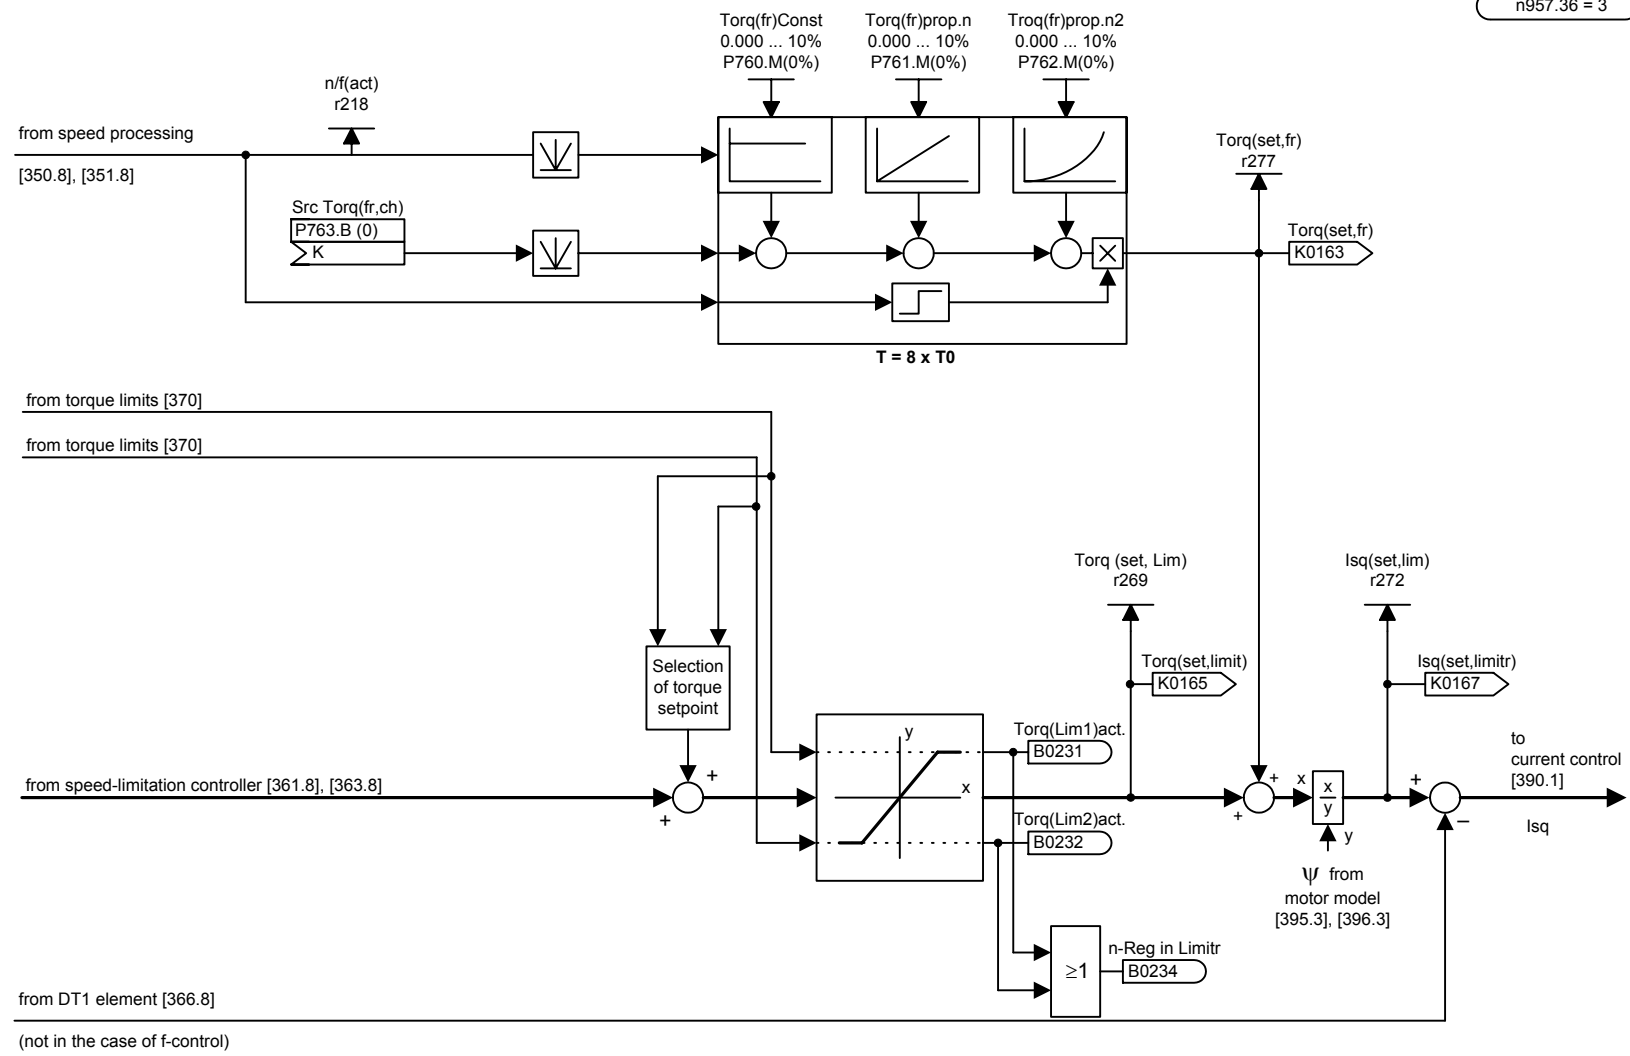 n957.36 = 3
Torq(fr)Const
0.000 ... 10%
P760.M(0%)
Torq(fr)prop.n
0.000 ... 10%
P761.M(0%)
Troq(fr)prop.n2
0.000 ... 10%
P762.M(0%)
n/f(act)
r218
from speed processing
[350.8], [351.8]
Src Torq(fr,ch)
P763.B (0)
K
Torq(set,fr)
r277
Torq(set,fr)
K0163
T = 8 x T0
from torque limits [370]
from torque limits [370]
Selection
of torque
setpoint
Torq (set, Lim)
r269
Isq(set,lim)
r272
Torq(set,limit)
K0165
Isq(set,limitr)
K0167
from speed-limitation controller [361.8], [363.8]
+
+
y
x
Torq(Lim1)act.
B0231
Torq(Lim2)act.
B0232
+
+
x
x
y
y
Ψ from
motor model
[395.3], [396.3]
+
–
to
current control
[390.1]
Isq
≥1
n-Reg in Limitr
B0234
from DT1 element [366.8]
(not in the case of f-control)